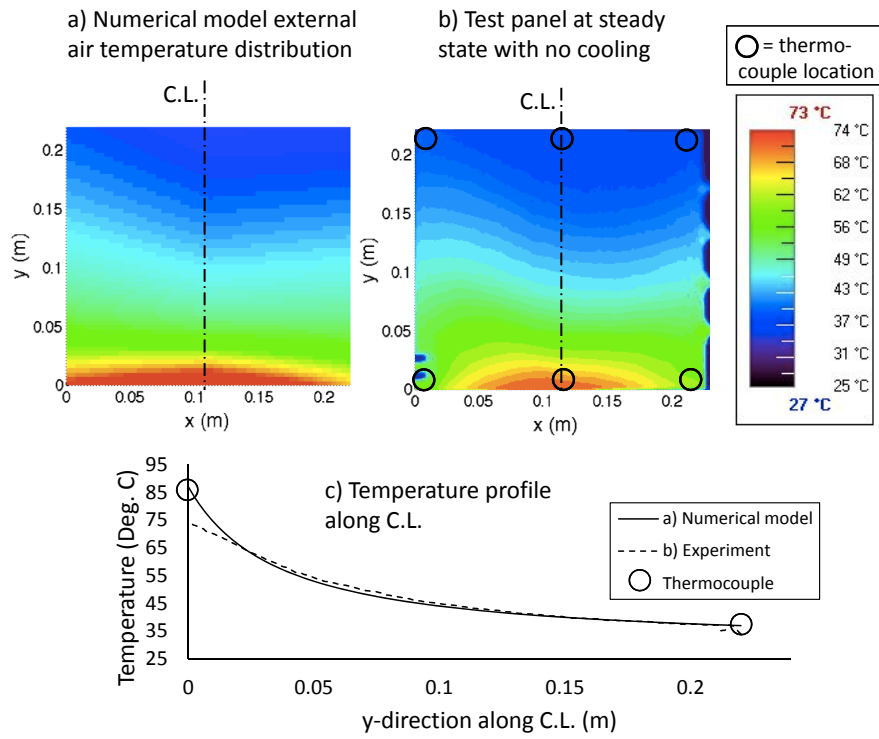 a) Numerical model external
air temperature distribution
b) Test panel at steady
state with no cooling
= thermo-
couple location
C.L.
0.2
0.15
0.1
0.05
0
y (m)
0
0.05
0.1
0.15
0.2
x (m)
C.L.
0.2
0.15
0.1
0.05
0
y (m)
0
0.05
0.1
0.15
0.2
x (m)
73 °C
74 °C
68 °C
62 °C
56 °C
49 °C
43 °C
37 °C
31 °C
25 °C
27 °C
c) Temperature profile
along C.L.
Temperature (Deg. C)
95
85
75
65
55
45
35
25
0
0.05
0.1
0.15
0.2
y-direction along C.L. (m)
a) Numerical model
b) Experiment
Thermocouple